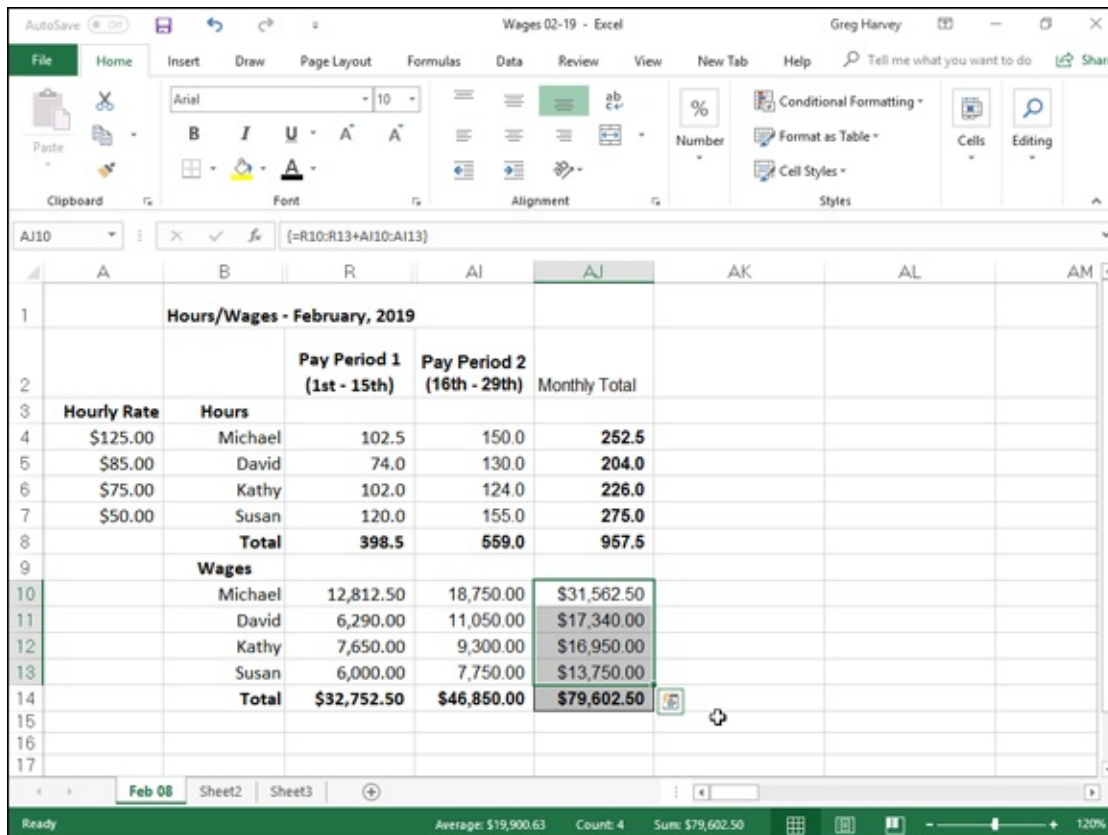 AutoSave Off Wages 02-19 - Excel Greg Harvey
File Home Insert Draw Page Layout Formulas Data Review View New Tab Help Tell me what you want to do Shar
Paste
Arial 10
B I U A A A
ab
%
Number
Conditional Formatting
Format as Table
Cell Styles
Cells
Editing
Clipboard Font Alignment Styles
AJ10 fx {=R10:R13+AI10:AI13}
A B R AI AJ AK AL AM
1 Hours/Wages - February, 2019
Pay Period 1 Pay Period 2
2 (1st - 15th) (16th - 29th) Monthly Total
3 Hourly Rate Hours
4 $125.00 Michael 102.5 150.0 252.5
5 $85.00 David 74.0 130.0 204.0
6 $75.00 Kathy 102.0 124.0 226.0
7 $50.00 Susan 120.0 155.0 275.0
8 Total 398.5 559.0 957.5
9 Wages
10 Michael 12,812.50 18,750.00 $31,562.50
11 David 6,290.00 11,050.00 $17,340.00
12 Kathy 7,650.00 9,300.00 $16,950.00
13 Susan 6,000.00 7,750.00 $13,750.00
14 Total $32,752.50 $46,850.00 $79,602.50
15
16
17
Feb 08 Sheet2 Sheet3
Ready Average: $19,900.63 Count: 4 Sum: $79,602.50 120%